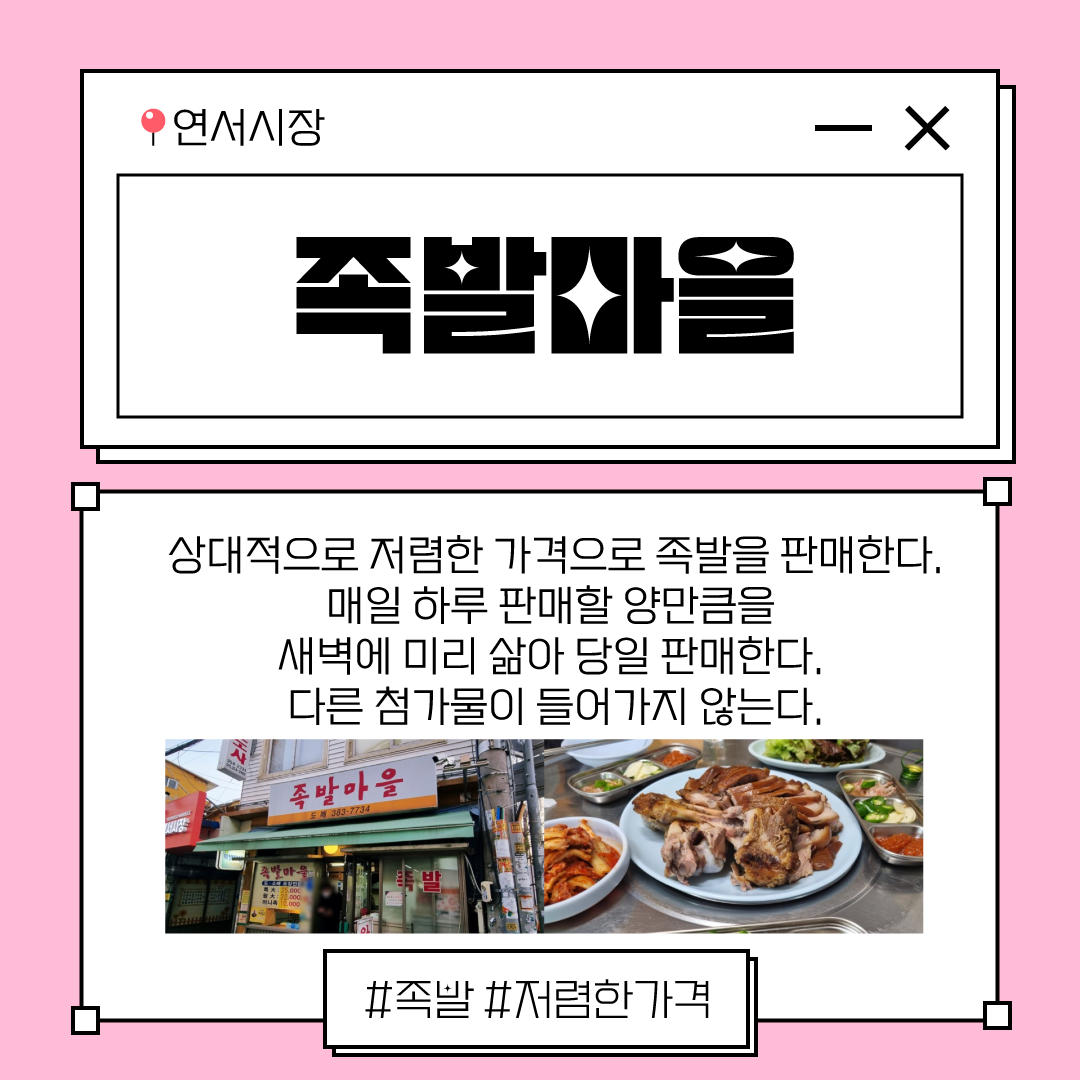 연서시장
족발마을
상대적으로 저렴한 가격으로 족발을 판매한다.
매일 하루 판매할 양만큼을
새벽에 미리 삶아 당일 판매한다.
다른 첨가물이 들어가지 않는다.
족발마을
도매 383-7734
족발마을
족 발
#족발 #저렴한가격